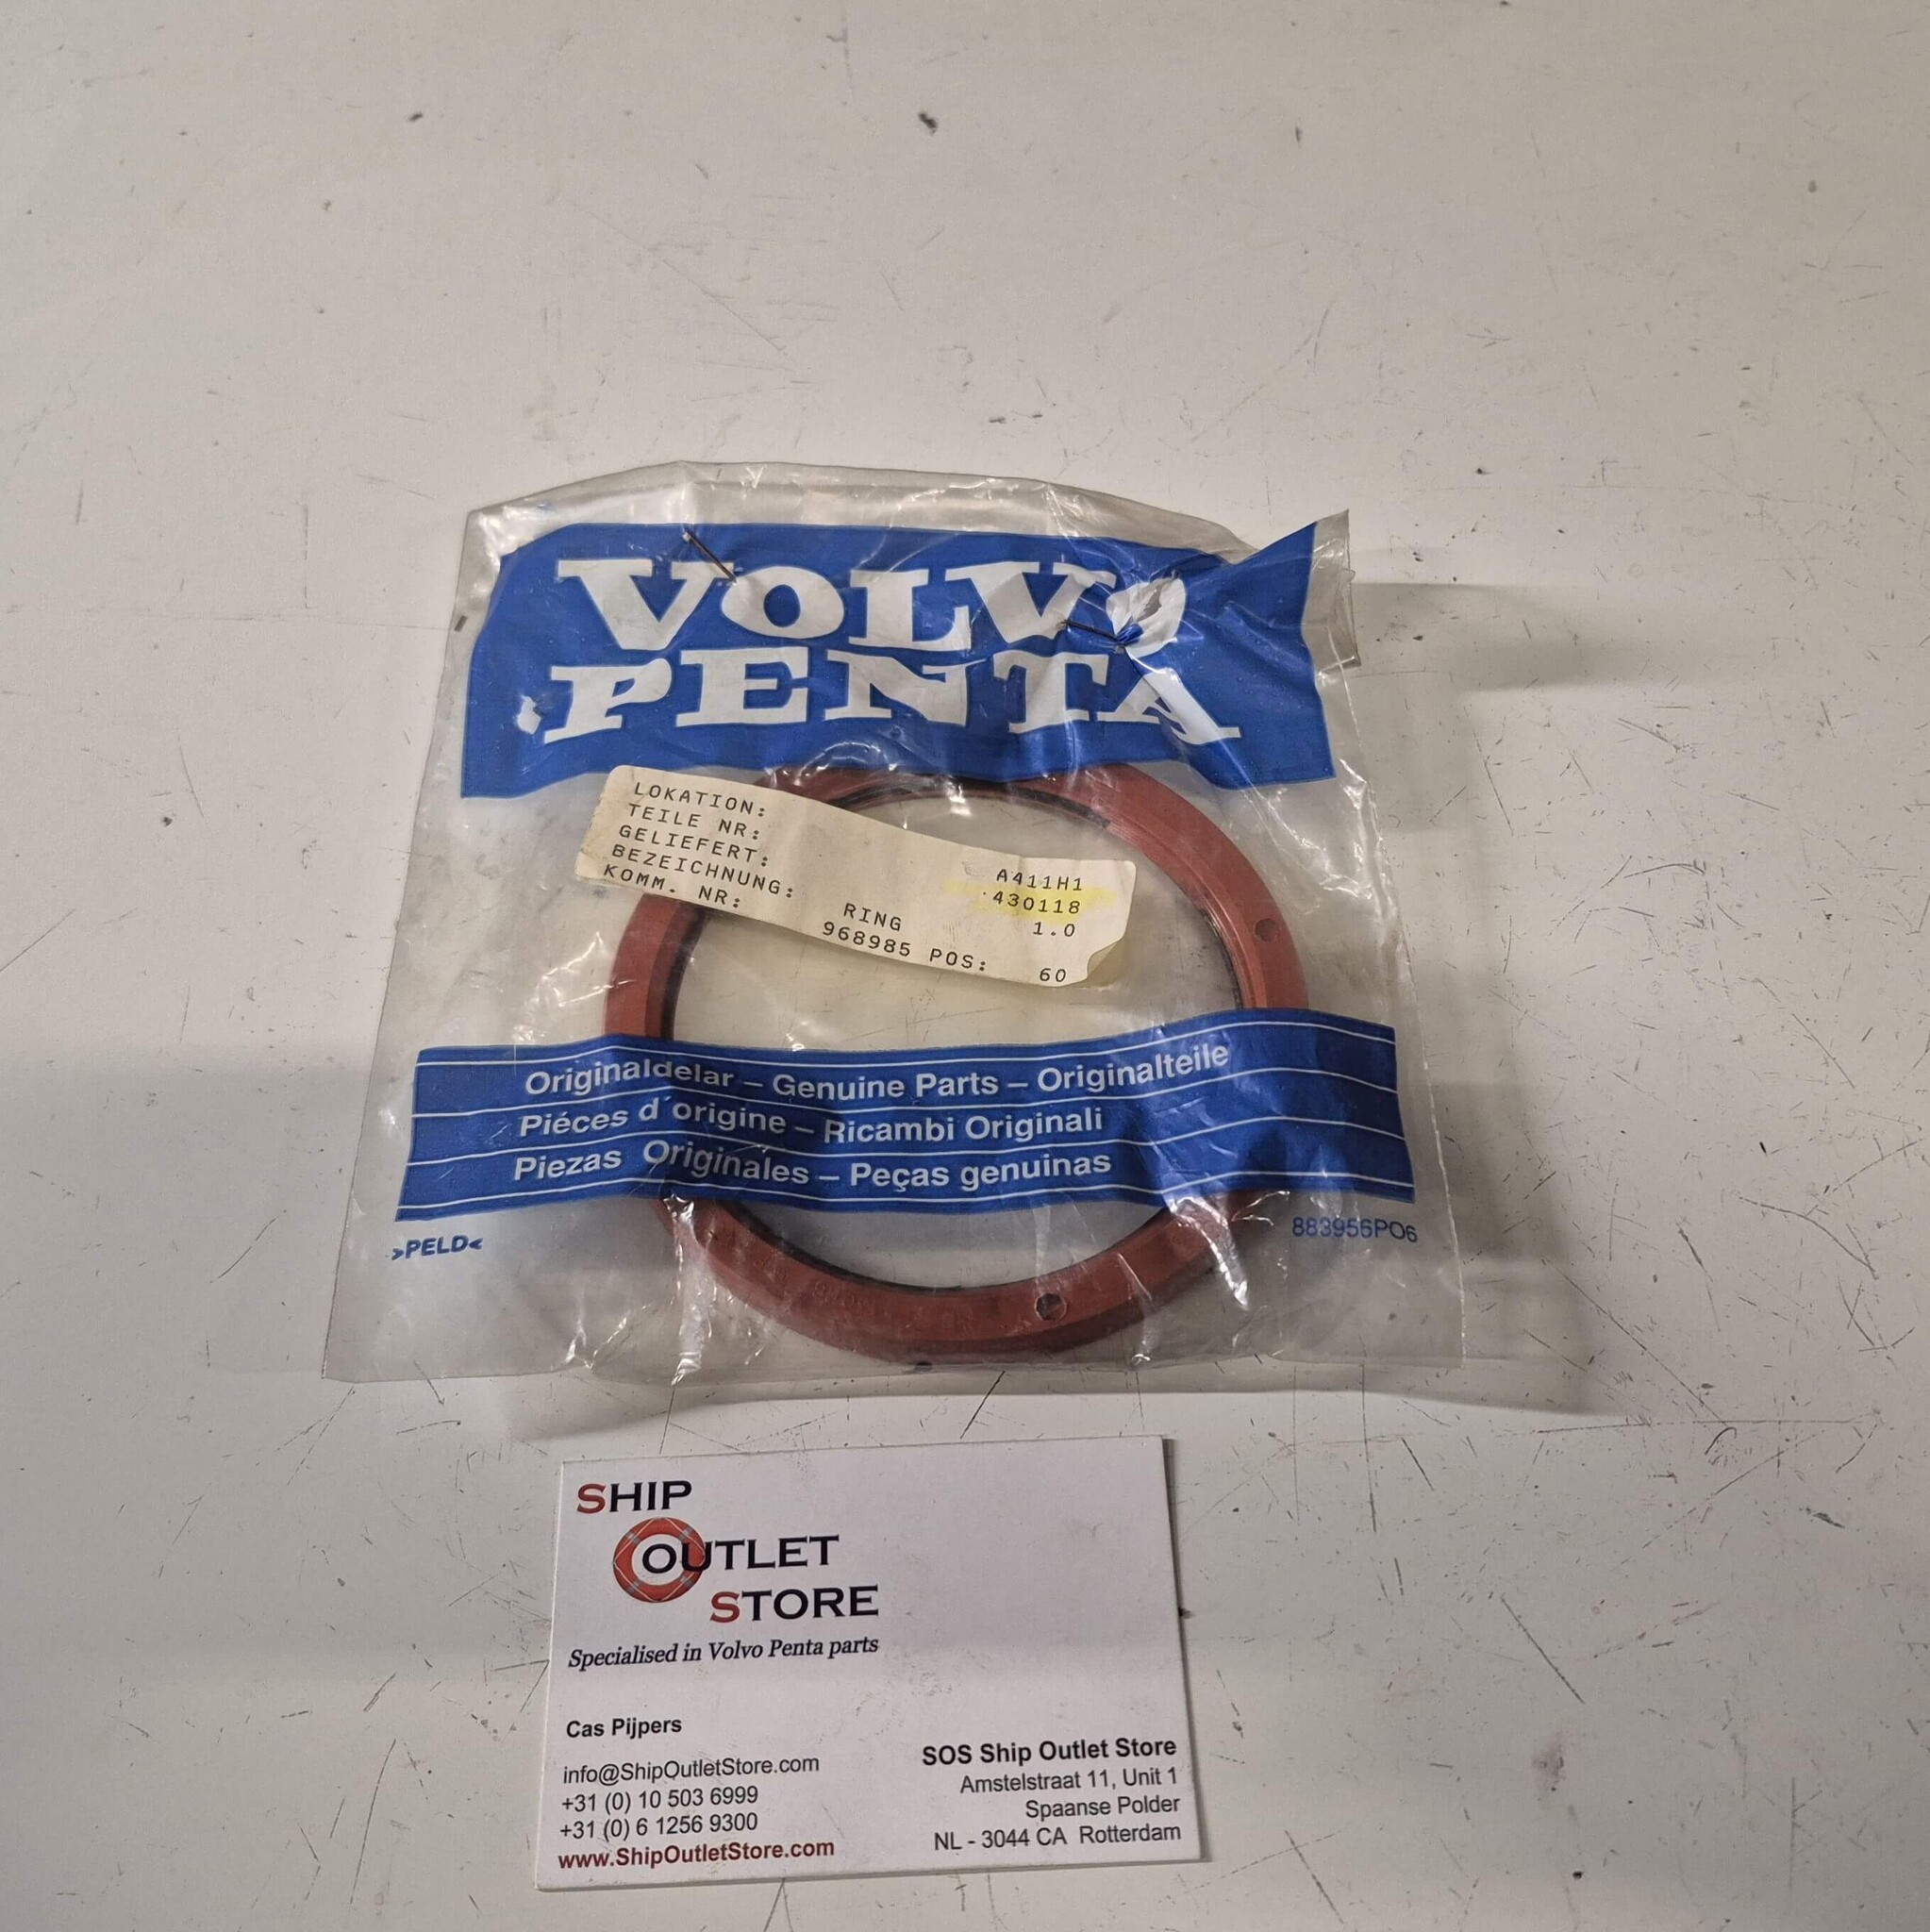 VOLVO
PENTA
LOKATION: A411H1
TEILE NR: 430118
GELIEFERT: 1.0
BEZEICHNUNG: RING
KOMM. NR: 968985 POS: 60
Originaldelar – Genuine Parts – Originalteile
Piéces d´origine – Ricambi Originali
Piezas Originales – Peças genuinas
>PELD<
883956PO6
SHIP
OUTLET
STORE
Specialised in Volvo Penta parts
Cas Pijpers
info@ShipOutletStore.com
+31 (0) 10 503 6999
+31 (0) 6 1256 9300
www.ShipOutletStore.com
SOS Ship Outlet Store
Amstelstraat 11, Unit 1
Spaanse Polder
NL - 3044 CA Rotterdam